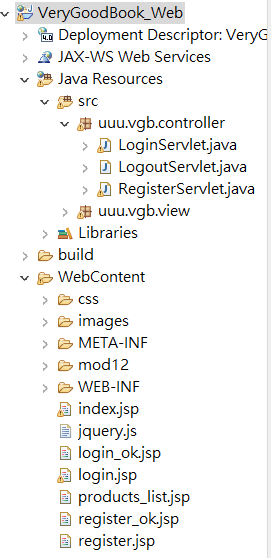 VeryGoodBook_Web
Deployment Descriptor: VeryG
JAX-WS Web Services
Java Resources
src
uuu.vgb.controller
LoginServlet.java
LogoutServlet.java
RegisterServlet.java
uuu.vgb.view
Libraries
build
WebContent
css
images
META-INF
mod12
WEB-INF
index.jsp
jquery.js
login_ok.jsp
login.jsp
products_list.jsp
register_ok.jsp
register.jsp